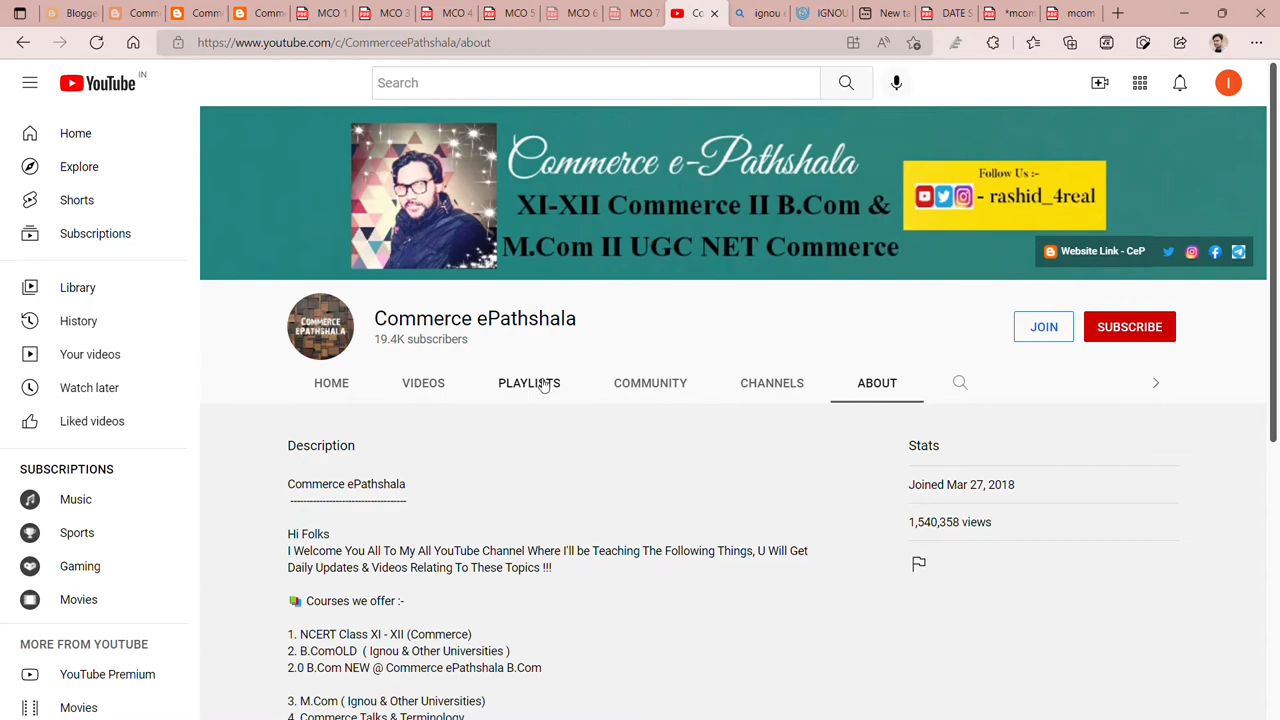 Blogge
Comm
Comm
Comm
MCO 1
MCO 3
MCO 4
MCO 5
MCO 6
MCO 7
Co
ignou
IGNOU
New ta
DATE S
*mcom
mcom
https://www.youtube.com/c/CommerceePathshala/about
YouTube IN
Search
I
Home
Explore
Shorts
Subscriptions
Library
History
Your videos
Watch later
Liked videos
SUBSCRIPTIONS
Music
Sports
Gaming
Movies
MORE FROM YOUTUBE
YouTube Premium
Movies
Commerce e-Pathshala
XI-XII Commerce II B.Com &
M.Com II UGC NET Commerce
Follow Us :-
- rashid_4real
Website Link - CeP
COMMERCE
EPATHSHALA
Commerce ePathshala
19.4K subscribers
JOIN
SUBSCRIBE
HOME
VIDEOS
PLAYLISTS
COMMUNITY
CHANNELS
ABOUT
Description
Commerce ePathshala
-----------------------------------
Hi Folks
I Welcome You All To My All YouTube Channel Where I'll be Teaching The Following Things, U Will Get
Daily Updates & Videos Relating To These Topics !!!
Courses we offer :-
1. NCERT Class XI - XII (Commerce)
2. B.ComOLD ( Ignou & Other Universities )
2.0 B.Com NEW @ Commerce ePathshala B.Com
3. M.Com ( Ignou & Other Universities)
4. Commerce Talks & Terminology
Stats
Joined Mar 27, 2018
1,540,358 views